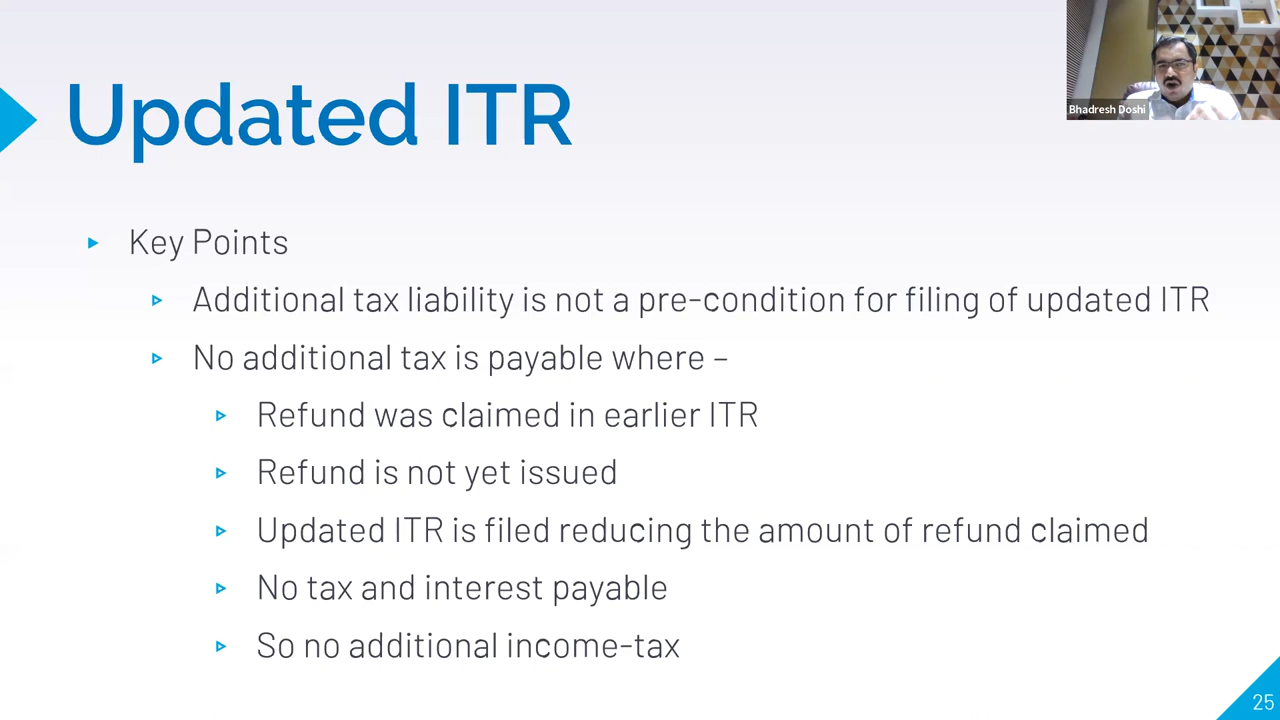 Bhadresh Doshi
Updated ITR
Key Points
Additional tax liability is not a pre-condition for filing of updated ITR
No additional tax is payable where –
Refund was claimed in earlier ITR
Refund is not yet issued
Updated ITR is filed reducing the amount of refund claimed
No tax and interest payable
So no additional income-tax
25